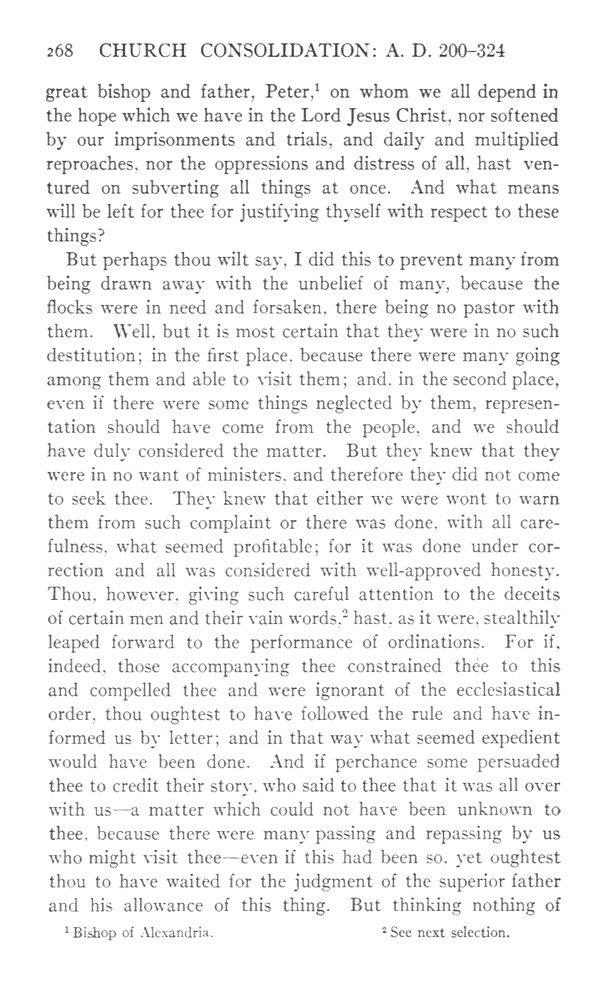 268 CHURCH CONSOLIDATION: A. D. 200–324
great bishop and father, Peter,¹ on whom we all depend in
the hope which we have in the Lord Jesus Christ, nor softened
by our imprisonments and trials, and daily and multiplied
reproaches, nor the oppressions and distress of all, hast ven-
tured on subverting all things at once. And what means
will be left for thee for justifying thyself with respect to these
things?
But perhaps thou wilt say, I did this to prevent many from
being drawn away with the unbelief of many, because the
flocks were in need and forsaken, there being no pastor with
them. Well, but it is most certain that they were in no such
destitution; in the first place, because there were many going
among them and able to visit them; and, in the second place,
even if there were some things neglected by them, represen-
tation should have come from the people, and we should
have duly considered the matter. But they knew that they
were in no want of ministers, and therefore they did not come
to seek thee. They knew that either we were wont to warn
them from such complaint or there was done, with all care-
fulness, what seemed profitable; for it was done under cor-
rection and all was considered with well-approved honesty.
Thou, however, giving such careful attention to the deceits
of certain men and their vain words,² hast, as it were, stealthily
leaped forward to the performance of ordinations. For if,
indeed, those accompanying thee constrained thee to this
and compelled thee and were ignorant of the ecclesiastical
order, thou oughtest to have followed the rule and have in-
formed us by letter; and in that way what seemed expedient
would have been done. And if perchance some persuaded
thee to credit their story, who said to thee that it was all over
with us—a matter which could not have been unknown to
thee, because there were many passing and repassing by us
who might visit thee—even if this had been so, yet oughtest
thou to have waited for the judgment of the superior father
and his allowance of this thing. But thinking nothing of
¹ Bishop of Alexandria. ² See next selection.